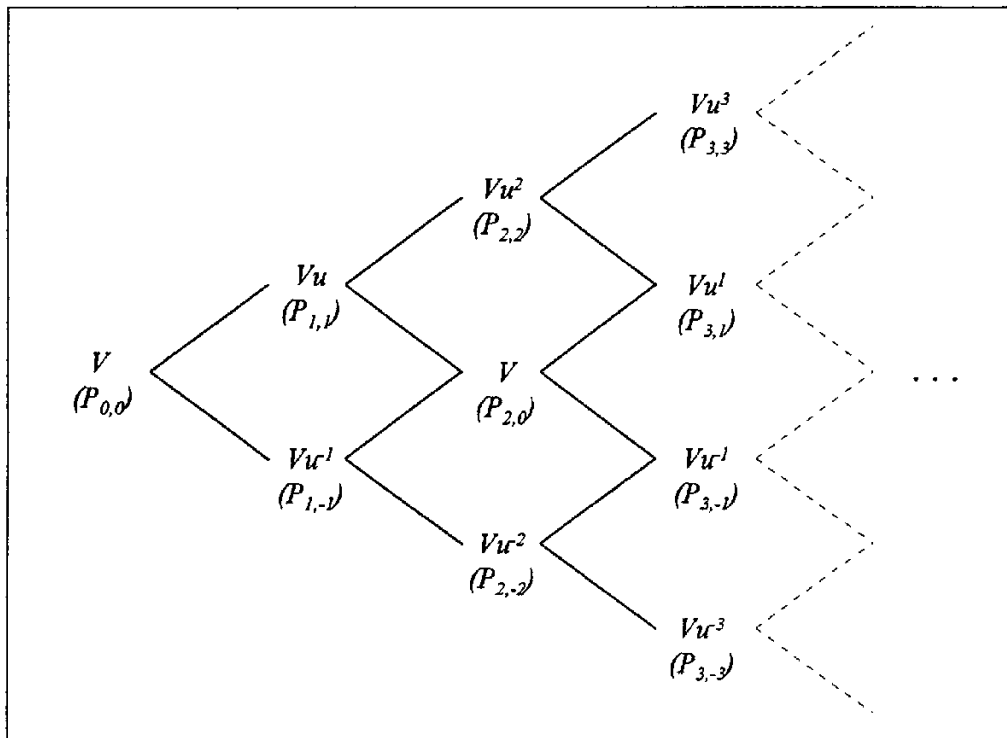 Vu³
(P₃,₃)
Vu²
(P₂,₂)
Vu
(P₁,₁)
Vu¹
(P₃,₁)
V
(P₀,₀)
V
(P₂,₀)
. . .
Vu⁻¹
(P₁,₋₁)
Vu⁻¹
(P₃,₋₁)
Vu⁻²
(P₂,₋₂)
Vu⁻³
(P₃,₋₃)